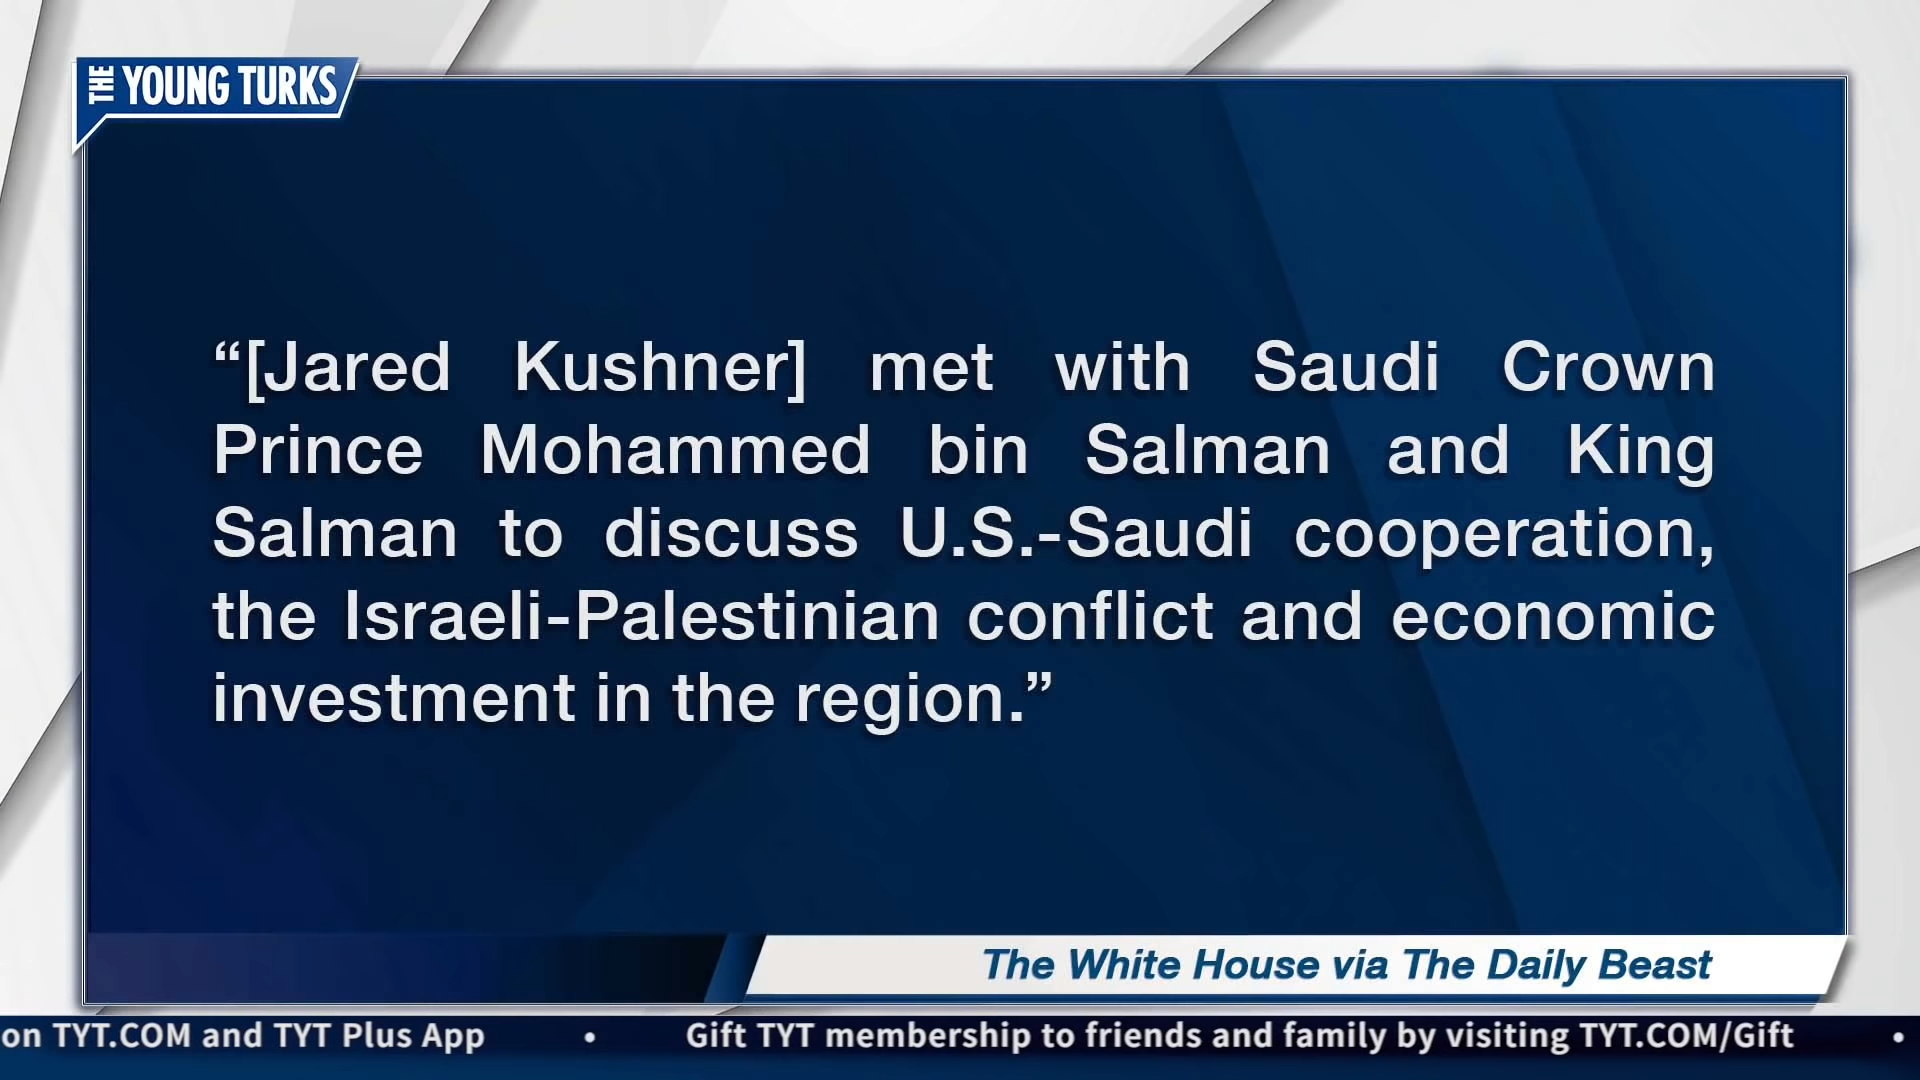 THE YOUNG TURKS
“[Jared Kushner] met with Saudi Crown
Prince Mohammed bin Salman and King
Salman to discuss U.S.-Saudi cooperation,
the Israeli-Palestinian conflict and economic
investment in the region.”
The White House via The Daily Beast
on TYT.COM and TYT Plus App • Gift TYT membership to friends and family by visiting TYT.COM/Gift •